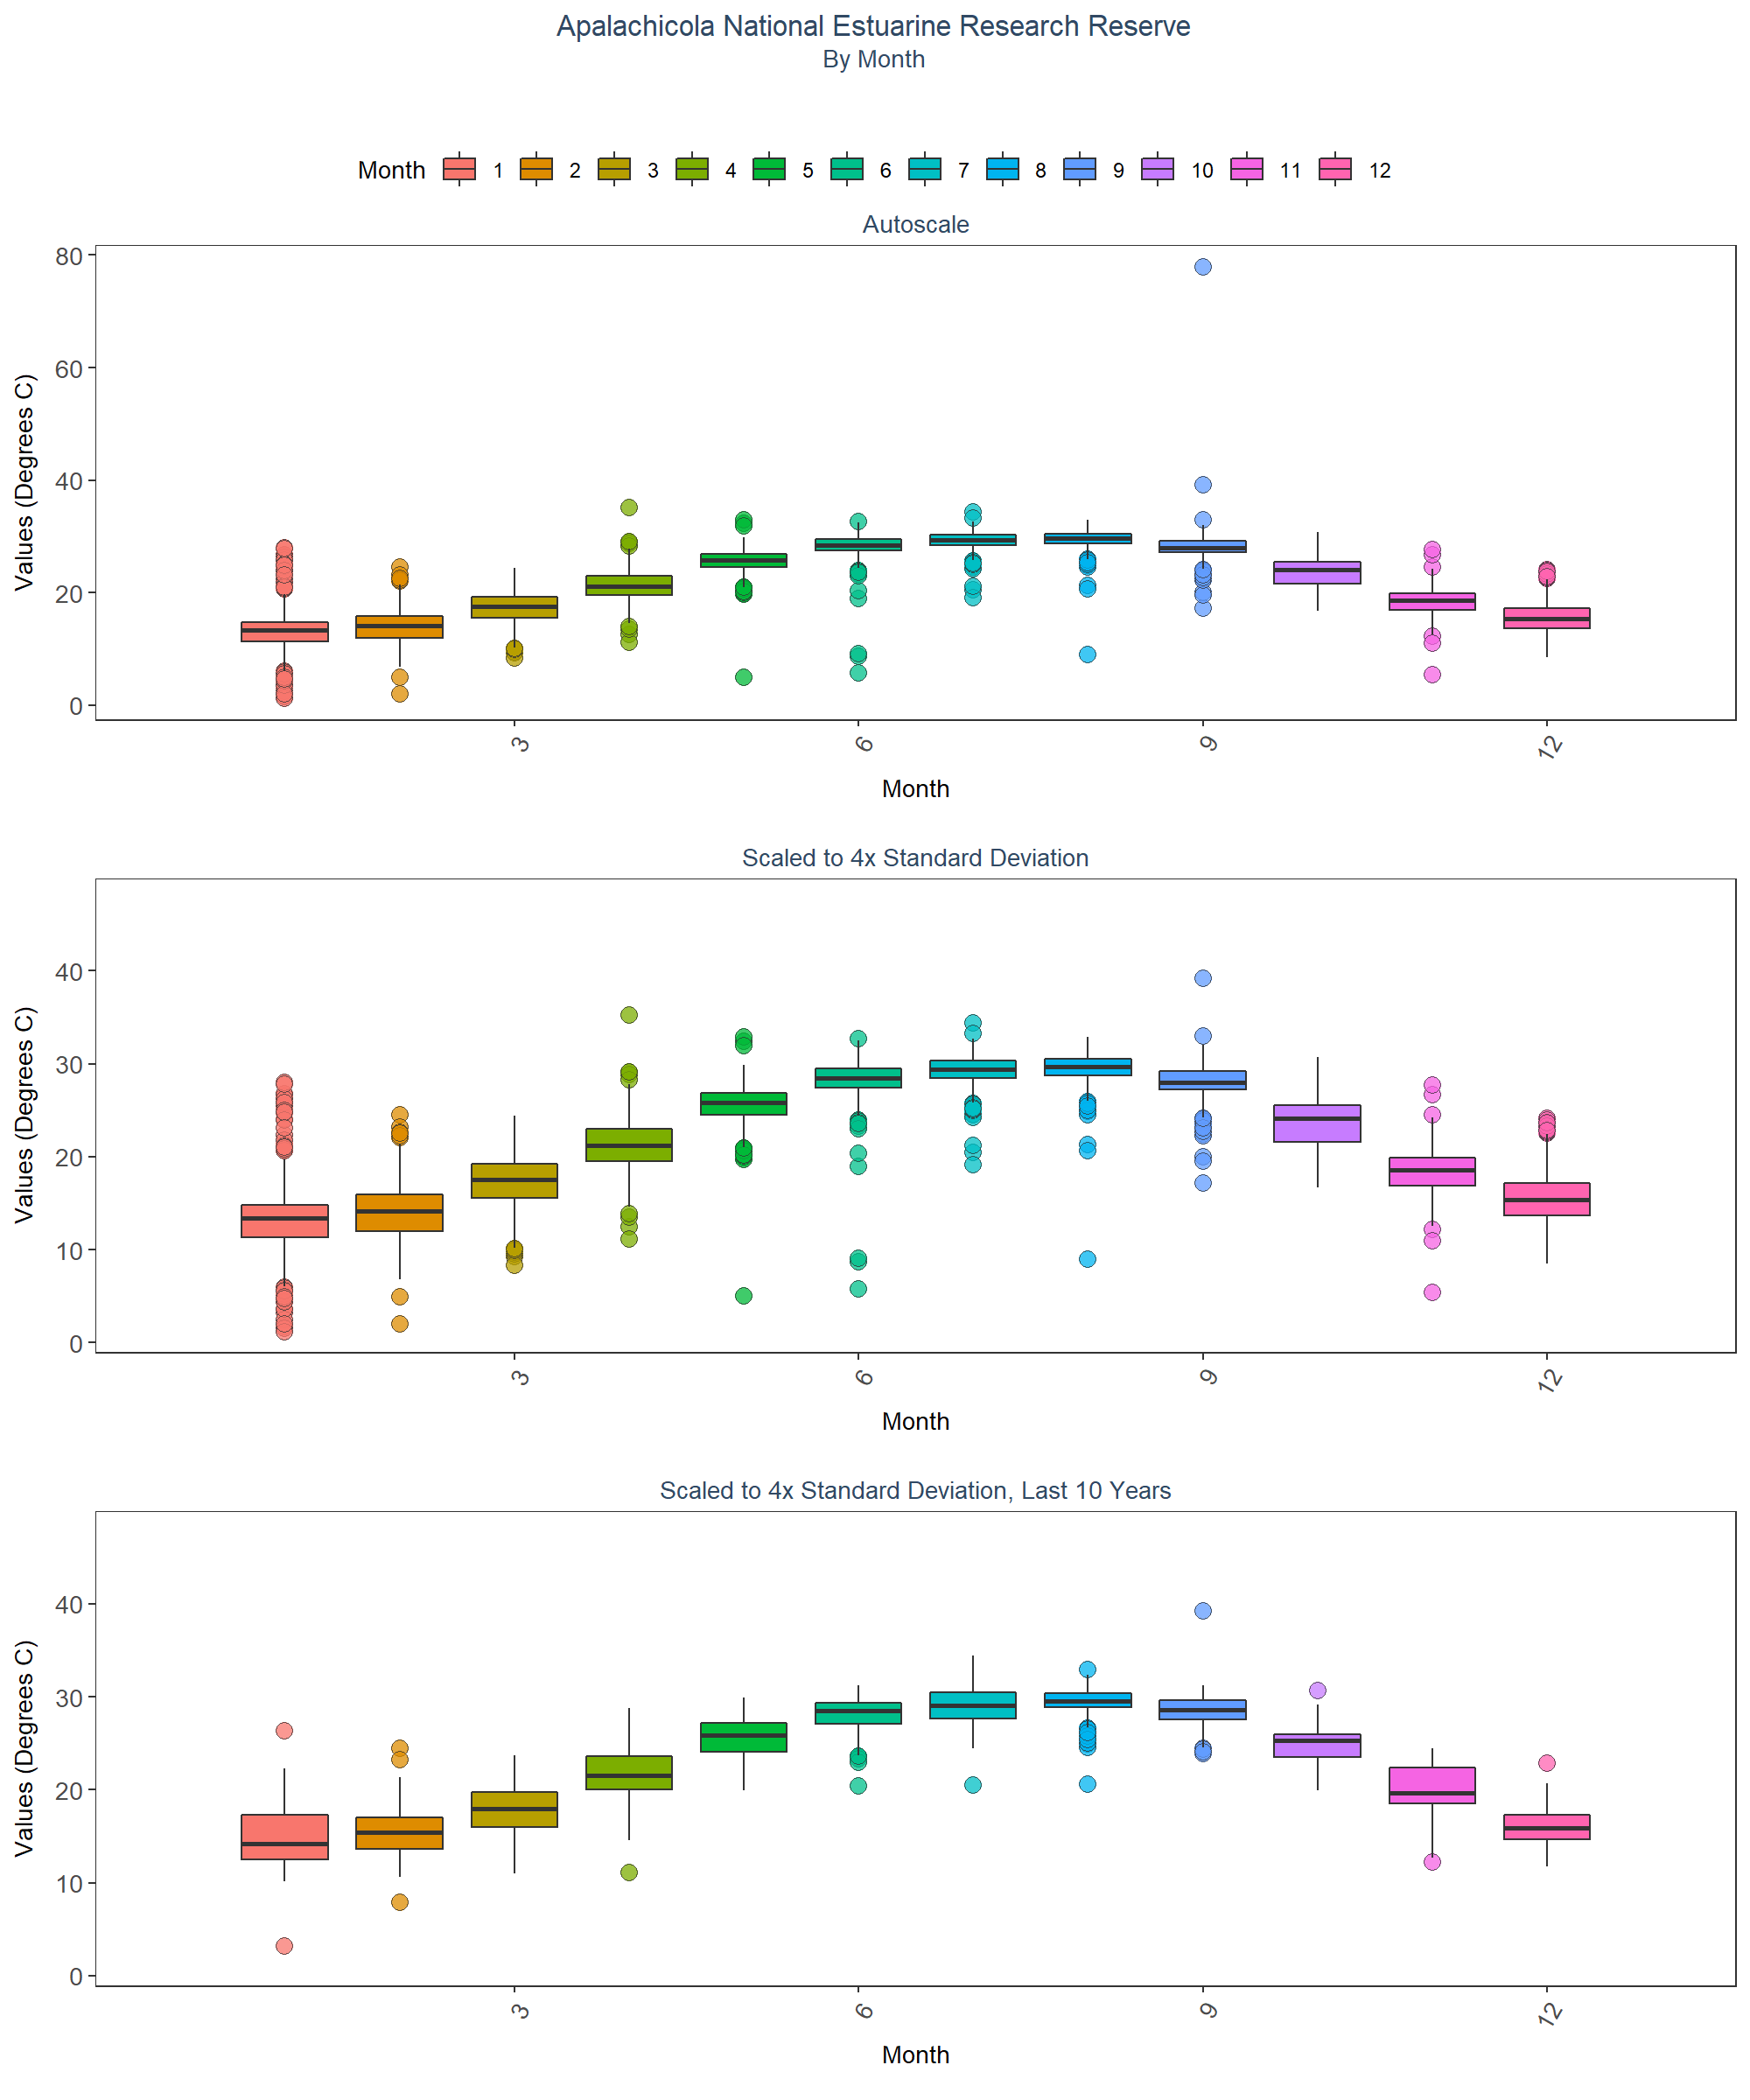 Apalachicola National Estuarine Research Reserve
By Month
Month 1 2 3 4 5 6 7 8 9 10 11 12
Autoscale
Values (Degrees C)
80
60
40
20
0
3 6 9 12
Month
Scaled to 4x Standard Deviation
Values (Degrees C)
40
30
20
10
0
3 6 9 12
Month
Scaled to 4x Standard Deviation, Last 10 Years
Values (Degrees C)
40
30
20
10
0
3 6 9 12
Month